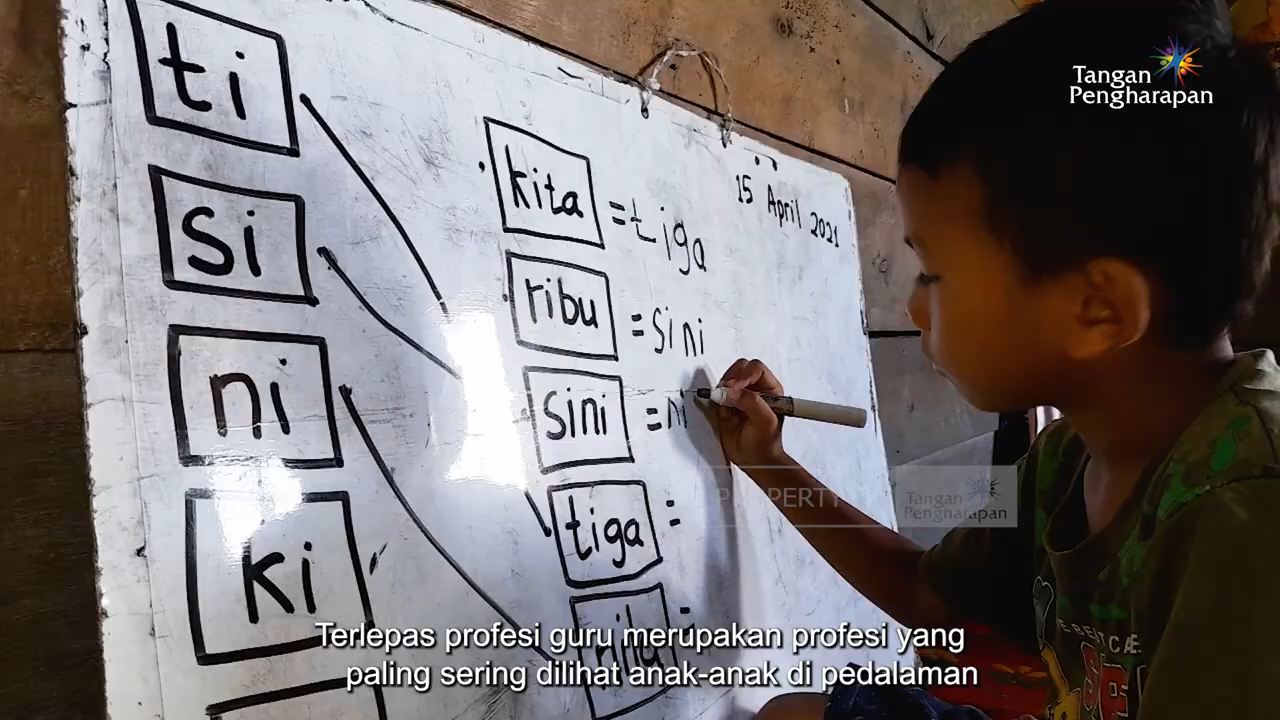 ti
si
ni
ki
kita
= tiga
ribu
= sini
sini
= n
tiga
=
=
15 April 2021
Tangan
Pengharapan
PROPERTY
Tangan
Pengharapan
Terlepas profesi guru merupakan profesi yang
paling sering dilihat anak-anak di pedalaman